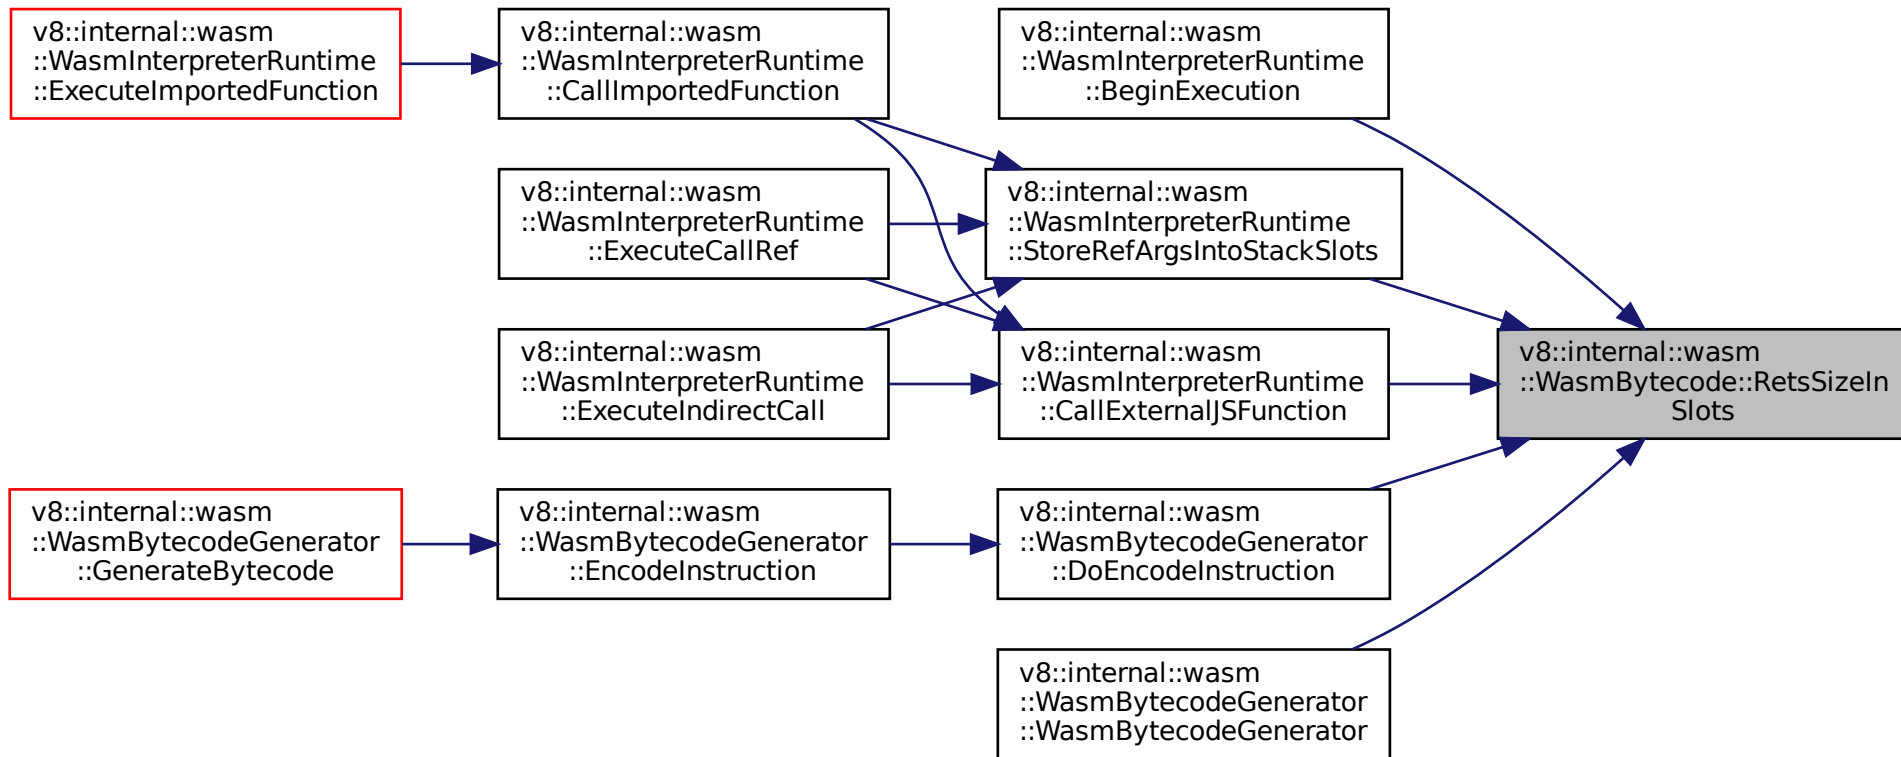 v8::internal::wasm
::WasmInterpreterRuntime
::ExecuteImportedFunction
v8::internal::wasm
::WasmInterpreterRuntime
::CallImportedFunction
v8::internal::wasm
::WasmInterpreterRuntime
::BeginExecution
v8::internal::wasm
::WasmInterpreterRuntime
::ExecuteCallRef
v8::internal::wasm
::WasmInterpreterRuntime
::StoreRefArgsIntoStackSlots
v8::internal::wasm
::WasmInterpreterRuntime
::ExecuteIndirectCall
v8::internal::wasm
::WasmInterpreterRuntime
::CallExternalJSFunction
v8::internal::wasm
::WasmBytecode::RetsSizeIn
Slots
v8::internal::wasm
::WasmBytecodeGenerator
::GenerateBytecode
v8::internal::wasm
::WasmBytecodeGenerator
::EncodeInstruction
v8::internal::wasm
::WasmBytecodeGenerator
::DoEncodeInstruction
v8::internal::wasm
::WasmBytecodeGenerator
::WasmBytecodeGenerator